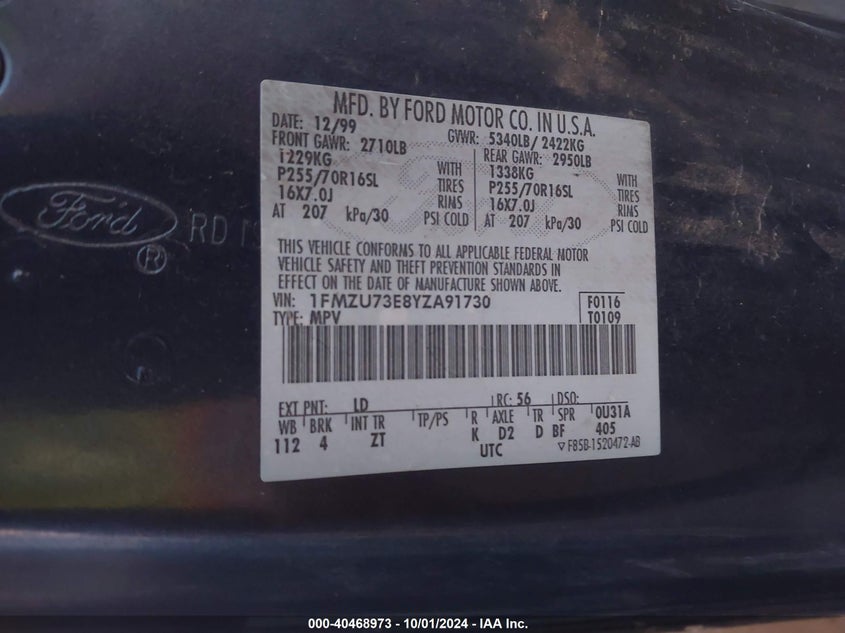 MFD. BY FORD MOTOR CO. IN U.S.A.
DATE: 12/99 GVWR: 5340LB/ 2422KG
FRONT GAWR: 2710LB REAR GAWR: 2950LB
1229KG WITH 1338KG WITH
P255/70R16SL TIRES P255/70R16SL TIRES
16X7.0J RIMS 16X7.0J RIMS
AT 207 kPa/30 PSI COLD AT 207 kPa/30 PSI COLD
THIS VEHICLE CONFORMS TO ALL APPLICABLE FEDERAL MOTOR
VEHICLE SAFETY AND THEFT PREVENTION STANDARDS IN
EFFECT ON THE DATE OF MANUFACTURE SHOWN ABOVE.
VIN: 1FMZU73E8YZA91730 F0116
TYPE: MPV T0109
EXT PNT: LD RC: 56 DSO:
WB BRK INT TR TP/PS R AXLE TR SPR 0U31A
112 4 ZT K D2 D BF 405
UTC F85B-1520472-AB
Ford
®
RD
000-40468973 - 10/01/2024 - IAA Inc.